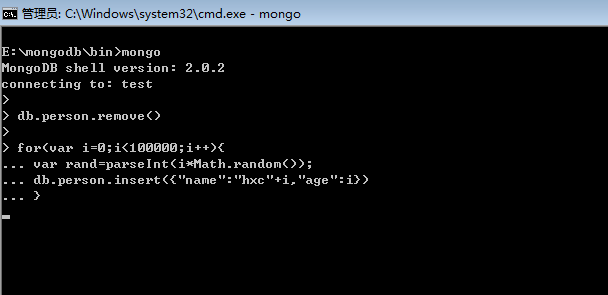 管理员: C:\Windows\system32\cmd.exe - mongo
E:\mongodb\bin>mongo
MongoDB shell version: 2.0.2
connecting to: test
>
> db.person.remove()
>
> for(var i=0;i<100000;i++){
... var rand=parseInt(i*Math.random());
... db.person.insert({"name":"hxc"+i,"age":i})
... }